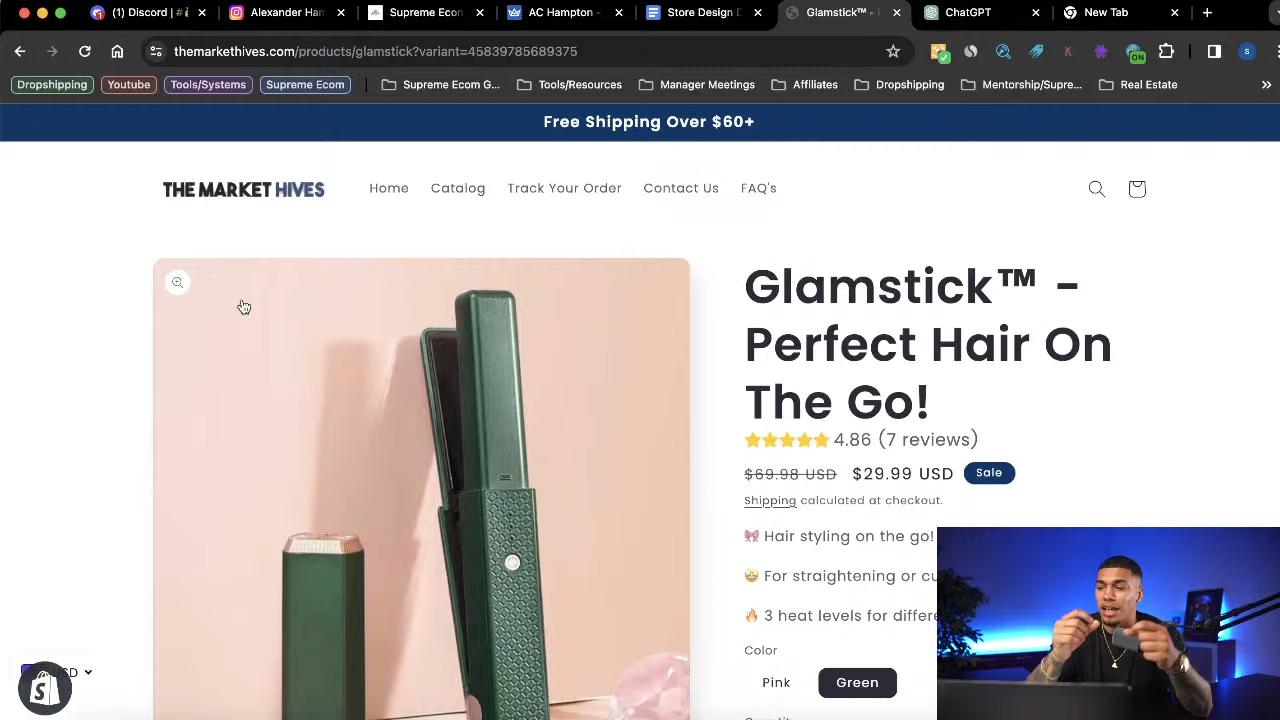 (1) Discord | #
Alexander Ham
Supreme Ecom
AC Hampton -
Store Design D
Glamstick™ -
ChatGPT
New Tab
themarkethives.com/products/glamstick?variant=45839785689375
Dropshipping
Youtube
Tools/Systems
Supreme Ecom
Supreme Ecom G...
Tools/Resources
Manager Meetings
Affiliates
Dropshipping
Mentorship/Supre...
Real Estate
Free Shipping Over $60+
THE MARKET HIVES
Home
Catalog
Track Your Order
Contact Us
FAQ's
Glamstick™ -
Perfect Hair On
The Go!
4.86 (7 reviews)
$69.98 USD $29.99 USD Sale
Shipping calculated at checkout.
🎀 Hair styling on the go!
🤩 For straightening or cu
🔥 3 heat levels for differe
Color
Pink
Green